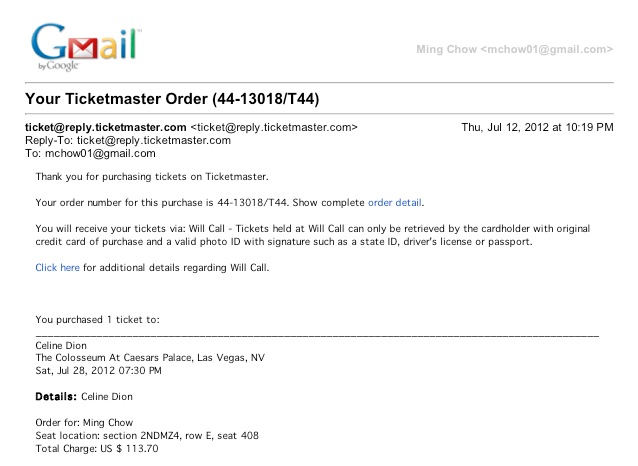 Gmail™
by Google
Ming Chow <mchow01@gmail.com>
Your Ticketmaster Order (44-13018/T44)
ticket@reply.ticketmaster.com <ticket@reply.ticketmaster.com> Thu, Jul 12, 2012 at 10:19 PM
Reply-To: ticket@reply.ticketmaster.com
To: mchow01@gmail.com
Thank you for purchasing tickets on Ticketmaster.
Your order number for this purchase is 44-13018/T44. Show complete order detail.
You will receive your tickets via: Will Call - Tickets held at Will Call can only be retrieved by the cardholder with original
credit card of purchase and a valid photo ID with signature such as a state ID, driver's license or passport.
Click here for additional details regarding Will Call.
You purchased 1 ticket to:
Celine Dion
The Colosseum At Caesars Palace, Las Vegas, NV
Sat, Jul 28, 2012 07:30 PM
Details: Celine Dion
Order for: Ming Chow
Seat location: section 2NDMZ4, row E, seat 408
Total Charge: US $ 113.70